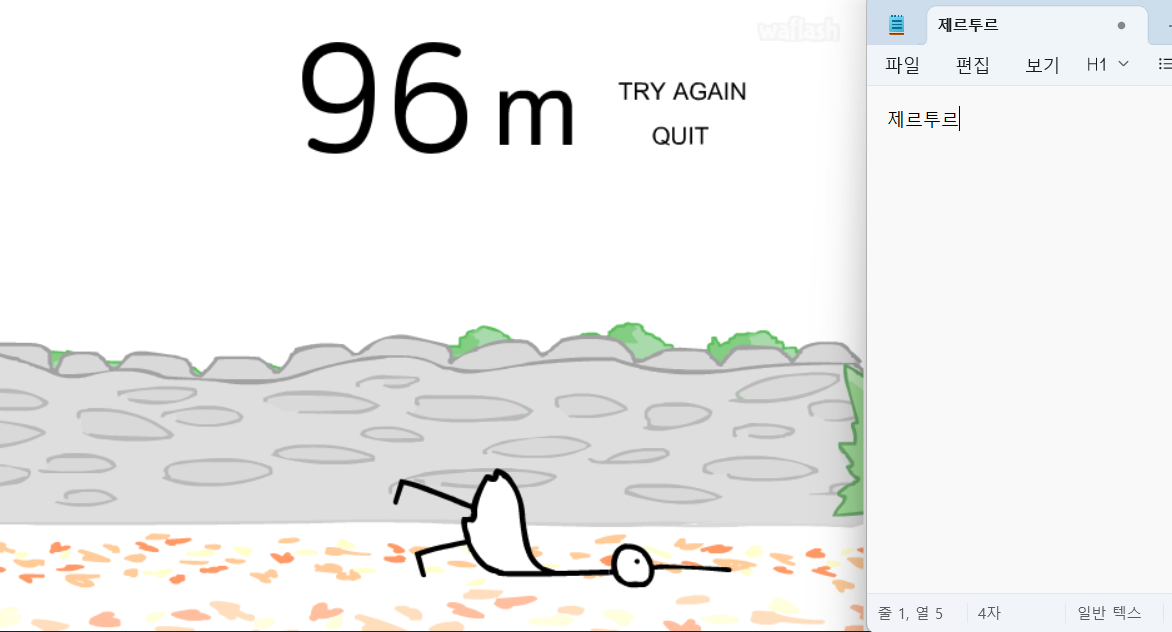 waflash
96 m
TRY AGAIN
QUIT
제르투르
파일 편집 보기 H1
제르투르
줄 1, 열 5 4자 일반 텍스